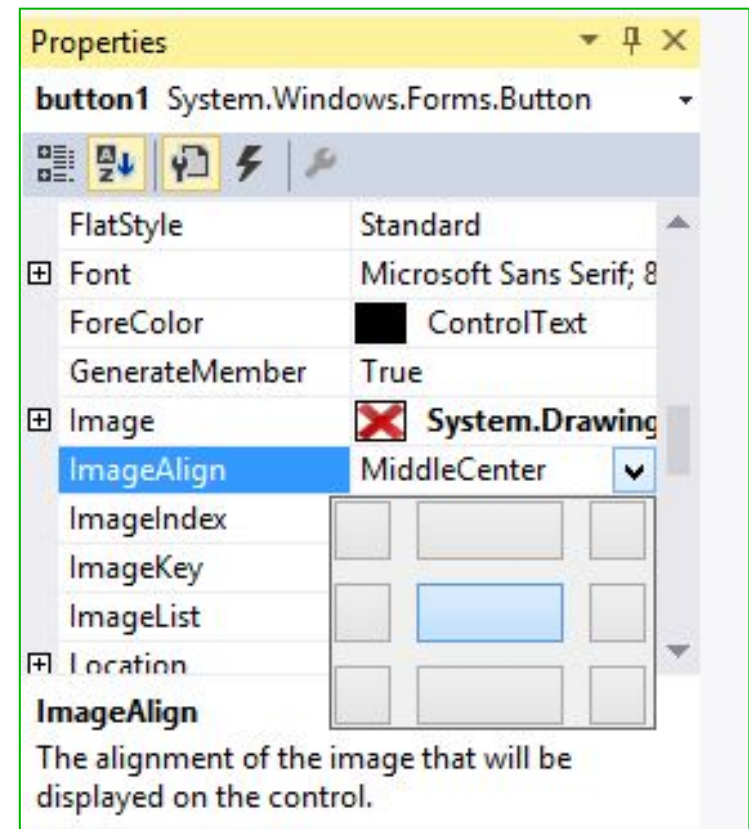 Properties
button1 System.Windows.Forms.Button
FlatStyle Standard
Font Microsoft Sans Serif; 8
ForeColor ControlText
GenerateMember True
Image System.Drawing
ImageAlign MiddleCenter
ImageIndex
ImageKey
ImageList
Location
ImageAlign
The alignment of the image that will be
displayed on the control.